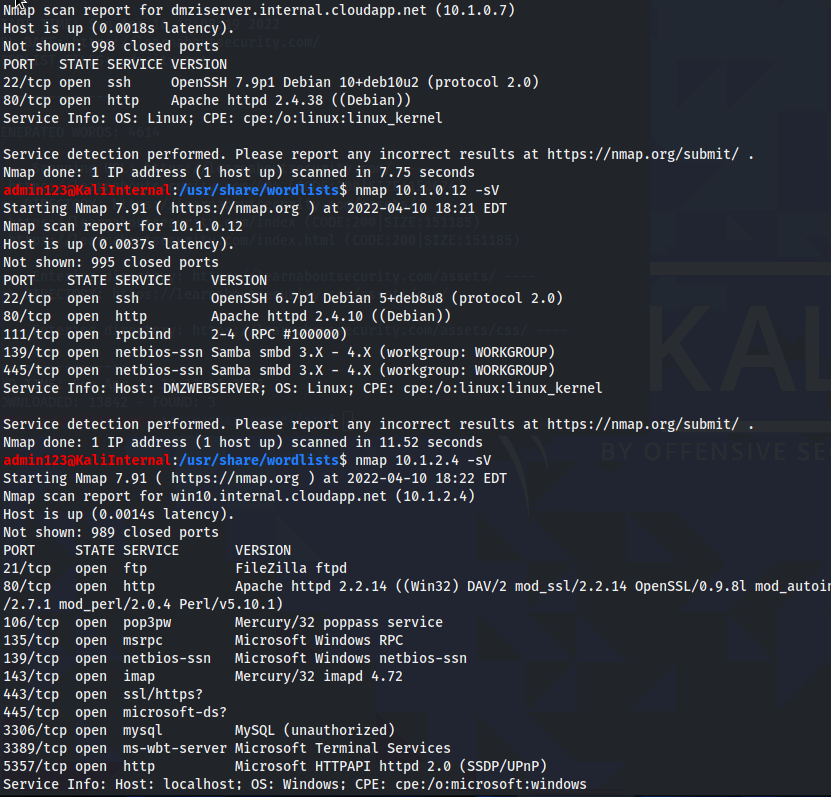 Nmap scan report for dmziserver.internal.cloudapp.net (10.1.0.7)
Host is up (0.0018s latency).
Not shown: 998 closed ports
PORT   STATE SERVICE VERSION
22/tcp open  ssh     OpenSSH 7.9p1 Debian 10+deb10u2 (protocol 2.0)
80/tcp open  http    Apache httpd 2.4.38 ((Debian))
Service Info: OS: Linux; CPE: cpe:/o:linux:linux_kernel
Service detection performed. Please report any incorrect results at https://nmap.org/submit/ .
Nmap done: 1 IP address (1 host up) scanned in 7.75 seconds
admin123@KaliInternal:/usr/share/wordlists$ nmap 10.1.0.12 -sV
Starting Nmap 7.91 ( https://nmap.org ) at 2022-04-10 18:21 EDT
Nmap scan report for 10.1.0.12
Host is up (0.0037s latency).
Not shown: 995 closed ports
PORT    STATE SERVICE     VERSION
22/tcp  open  ssh         OpenSSH 6.7p1 Debian 5+deb8u8 (protocol 2.0)
80/tcp  open  http        Apache httpd 2.4.10 ((Debian))
111/tcp open  rpcbind     2-4 (RPC #100000)
139/tcp open  netbios-ssn Samba smbd 3.X - 4.X (workgroup: WORKGROUP)
445/tcp open  netbios-ssn Samba smbd 3.X - 4.X (workgroup: WORKGROUP)
Service Info: Host: DMZWEBSERVER; OS: Linux; CPE: cpe:/o:linux:linux_kernel
Service detection performed. Please report any incorrect results at https://nmap.org/submit/ .
Nmap done: 1 IP address (1 host up) scanned in 11.52 seconds
admin123@KaliInternal:/usr/share/wordlists$ nmap 10.1.2.4 -sV
Starting Nmap 7.91 ( https://nmap.org ) at 2022-04-10 18:22 EDT
Nmap scan report for win10.internal.cloudapp.net (10.1.2.4)
Host is up (0.0014s latency).
Not shown: 989 closed ports
PORT     STATE SERVICE       VERSION
21/tcp   open  ftp           FileZilla ftpd
80/tcp   open  http          Apache httpd 2.2.14 ((Win32) DAV/2 mod_ssl/2.2.14 OpenSSL/0.9.8l mod_autoin
/2.7.1 mod_perl/2.0.4 Perl/v5.10.1)
106/tcp  open  pop3pw        Mercury/32 poppass service
135/tcp  open  msrpc         Microsoft Windows RPC
139/tcp  open  netbios-ssn   Microsoft Windows netbios-ssn
143/tcp  open  imap          Mercury/32 imapd 4.72
443/tcp  open  ssl/https?
445/tcp  open  microsoft-ds?
3306/tcp open  mysql         MySQL (unauthorized)
3389/tcp open  ms-wbt-server Microsoft Terminal Services
5357/tcp open  http          Microsoft HTTPAPI httpd 2.0 (SSDP/UPnP)
Service Info: Host: localhost; OS: Windows; CPE: cpe:/o:microsoft:windows
KAL
BY OFFENSIVE SE